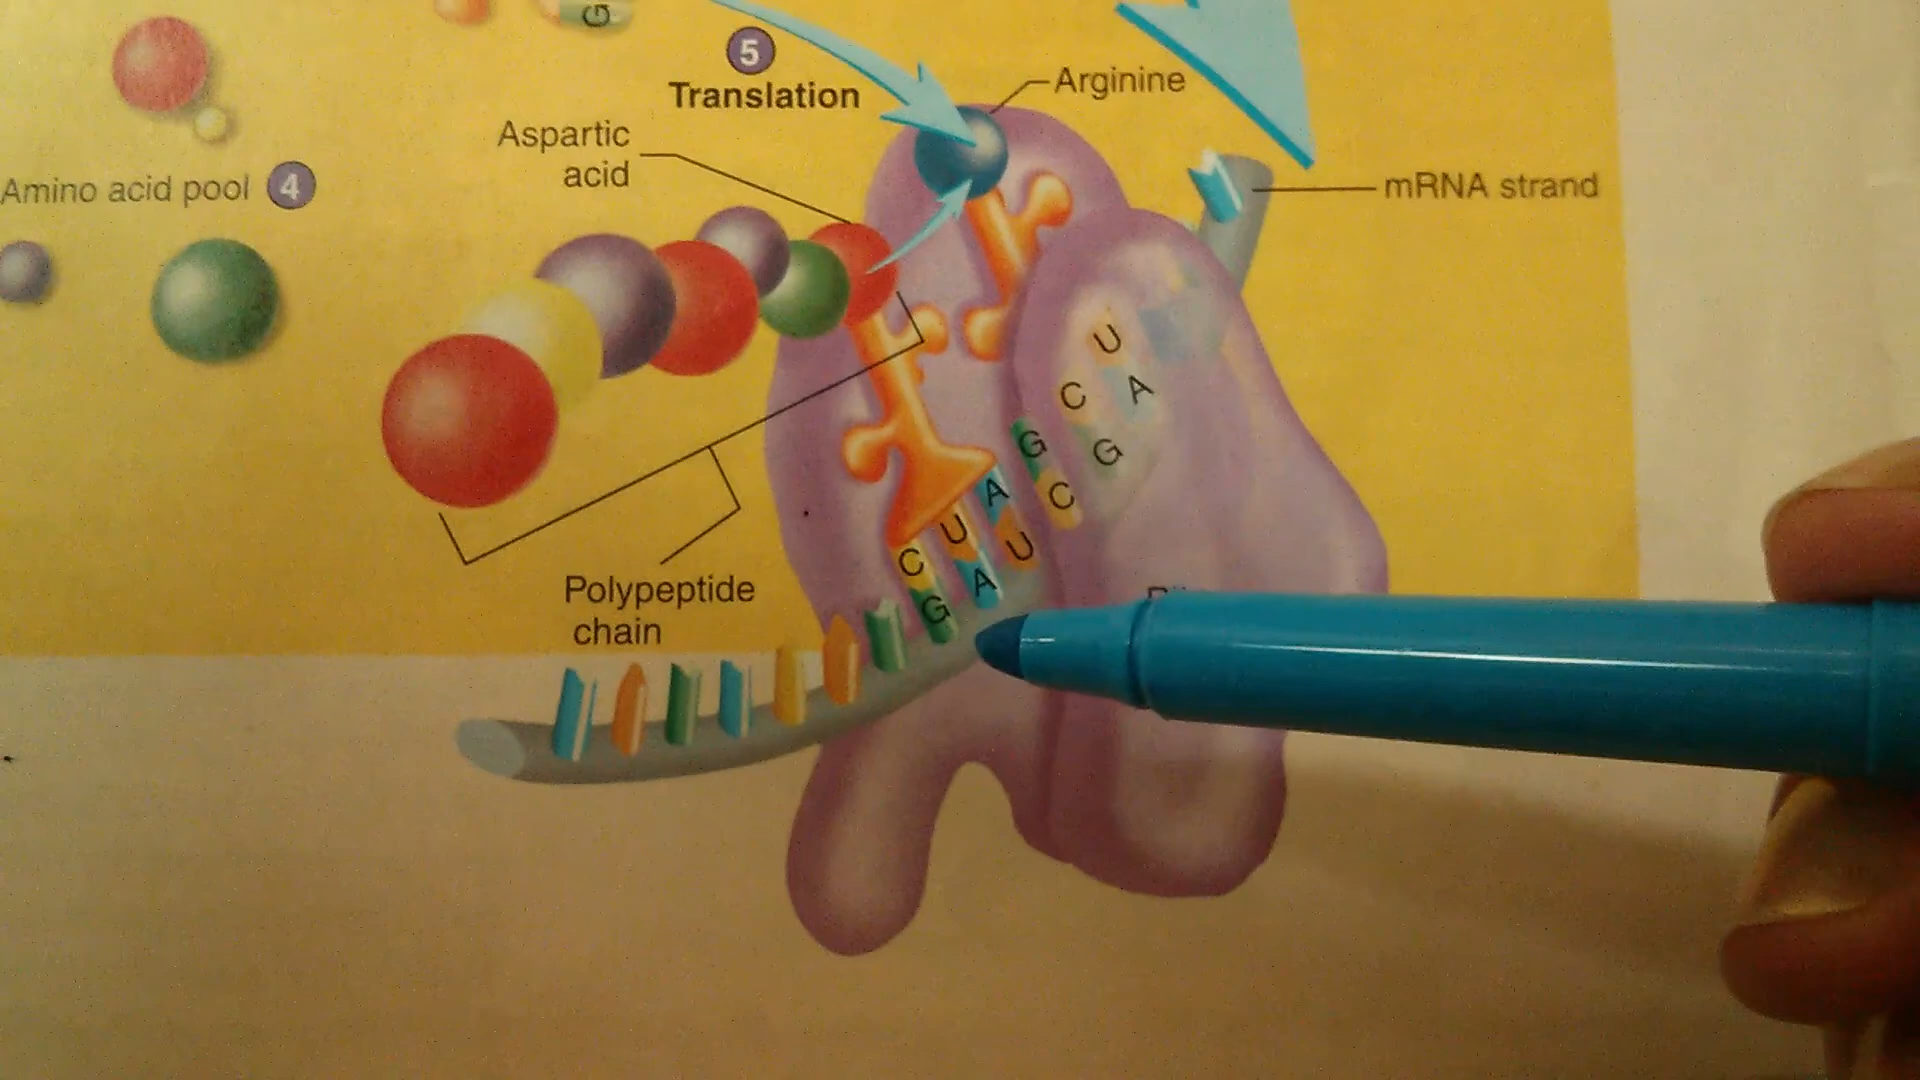 G
5
Translation
Arginine
Aspartic
acid
Amino acid pool 4
mRNA strand
U
C A
G G
A C
U U
C A
G
Polypeptide
chain